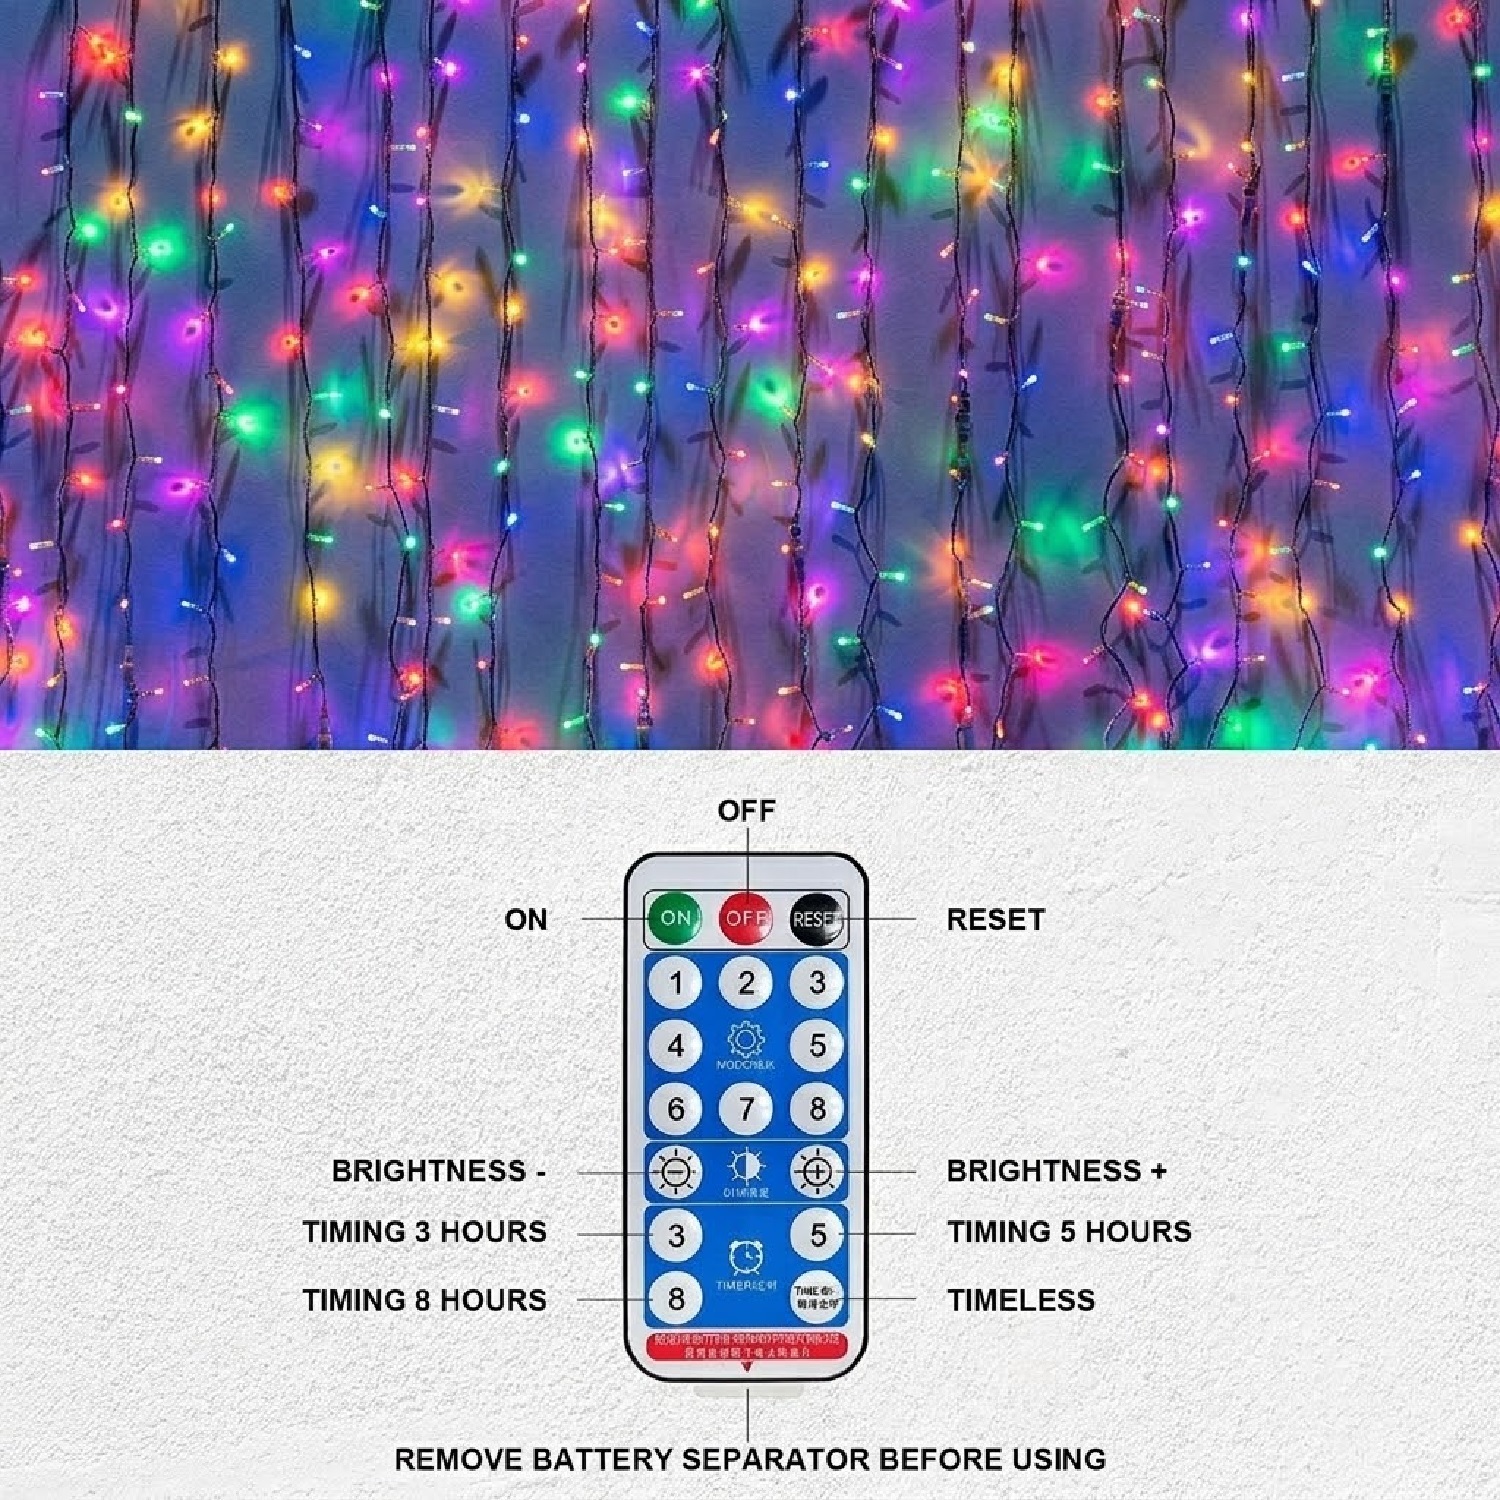 OFF
ON
ON
OFF
RESET
RESET
1
2
3
4
5
6
7
8
BRIGHTNESS -
BRIGHTNESS +
TIMING 3 HOURS
3
5
TIMING 5 HOURS
TIMING 8 HOURS
8
TIMELESS
REMOVE BATTERY SEPARATOR BEFORE USING